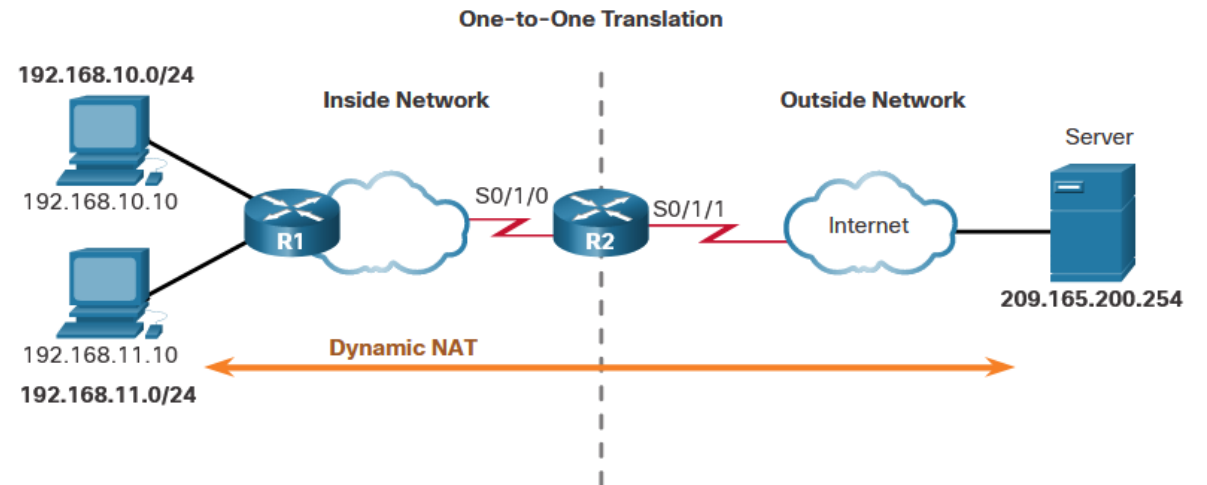 One-to-One Translation
192.168.10.0/24
Inside Network
Outside Network
Server
192.168.10.10
S0/1/0
S0/1/1
R1
R2
Internet
209.165.200.254
192.168.11.10
Dynamic NAT
192.168.11.0/24